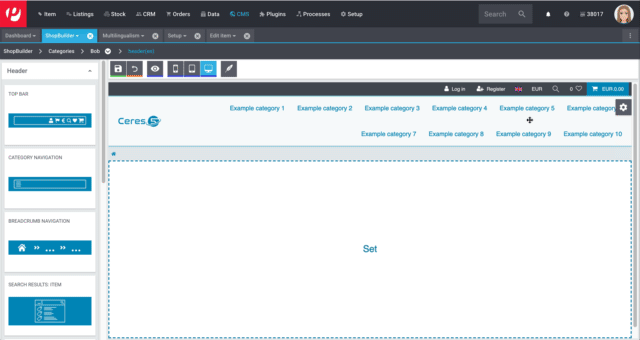 Item Listings Stock CRM Orders Data CMS Plugins Processes Setup Search 38017
Dashboard ShopBuilder Multilingualism Setup Edit item
ShopBuilder Categories Bob header(en)
Header
Log in Register EUR 0 EUR 0.00
TOP BAR
Example category 1 Example category 2 Example category 3 Example category 4 Example category 5 Example
Ceres 5
Example category 7 Example category 8 Example category 9 Example category 10
CATEGORY NAVIGATION
Set
BREADCRUMB NAVIGATION
SEARCH RESULTS: ITEM